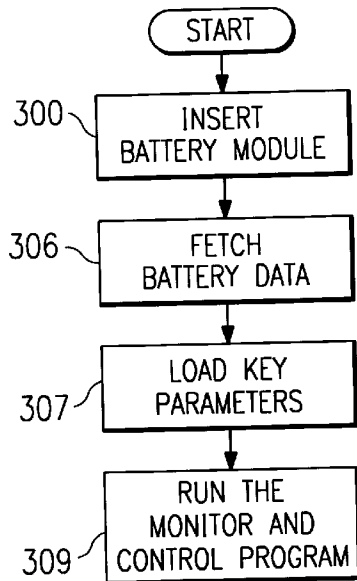 START
300
INSERT
BATTERY MODULE
306
FETCH
BATTERY DATA
307
LOAD KEY
PARAMETERS
309
RUN THE
MONITOR AND
CONTROL PROGRAM